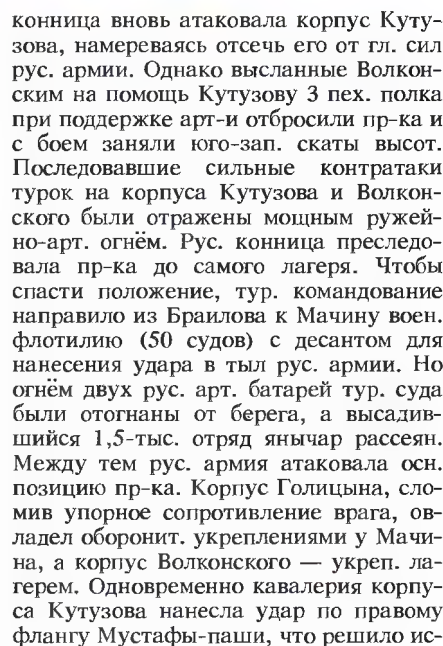 конница вновь атаковала корпус Куту-
зова, намереваясь отсечь его от гл. сил
рус. армии. Однако высланные Волкон-
ским на помощь Кутузову 3 пех. полка
при поддержке арт-и отбросили пр-ка и
с боем заняли юго-зап. скаты высот.
Последовавшие сильные контратаки
турок на корпуса Кутузова и Волкон-
ского были отражены мощным ружей-
но-арт. огнём. Рус. конница преследо-
вала пр-ка до самого лагеря. Чтобы
спасти положение, тур. командование
направило из Браилова к Мачину воен.
флотилию (50 судов) с десантом для
нанесения удара в тыл рус. армии. Но
огнём двух рус. арт. батарей тур. суда
были отогнаны от берега, а высадив-
шийся 1,5-тыс. отряд янычар рассеян.
Между тем рус. армия атаковала осн.
позицию пр-ка. Корпус Голицына, сло-
мив упорное сопротивление врага, ов-
ладел оборонит. укреплениями у Мачи-
на, а корпус Волконского — укреп. ла-
герем. Одновременно кавалерия корпу-
са Кутузова нанесла удар по правому
флангу Мустафы-паши, что решило ис-